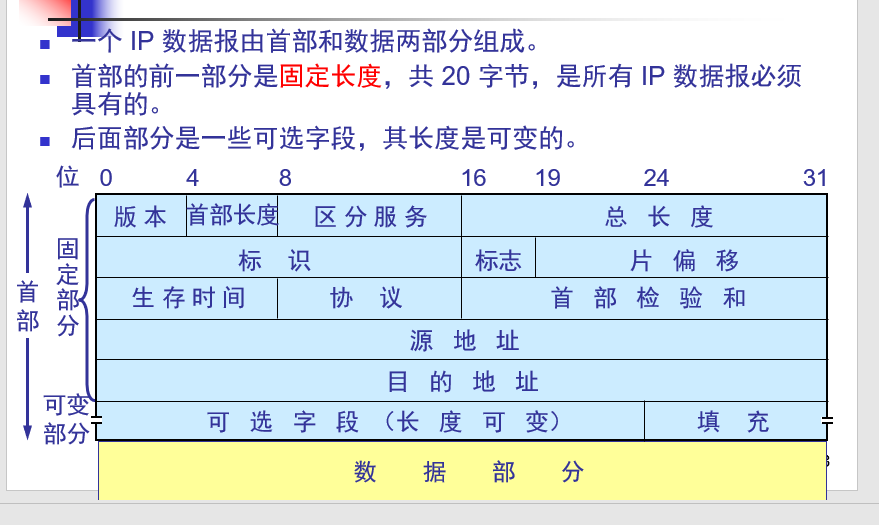 一个 IP 数据报由首部和数据两部分组成。
首部的前一部分是固定长度，共 20 字节，是所有 IP 数据报必须
具有的。
后面部分是一些可选字段，其长度是可变的。
位 0 4 8 16 19 24 31
版本 首部长度 区分服务 总长度
标识 标志 片偏移
生存时间 协议 首部检验和
源地址
目的地址
可选字段（长度可变） 填充
数据部分
首部
固定部分
可变
部分